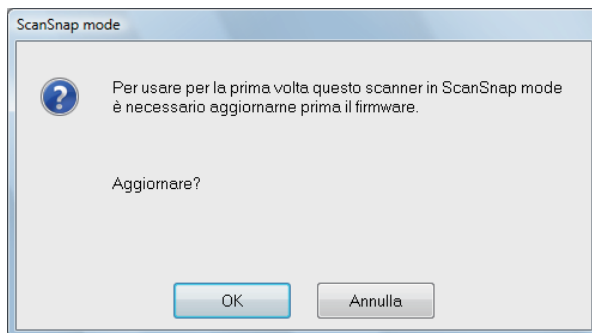 ScanSnap mode
Per usare per la prima volta questo scanner in ScanSnap mode
è necessario aggiornarne prima il firmware.
Aggiornare?
OK
Annulla